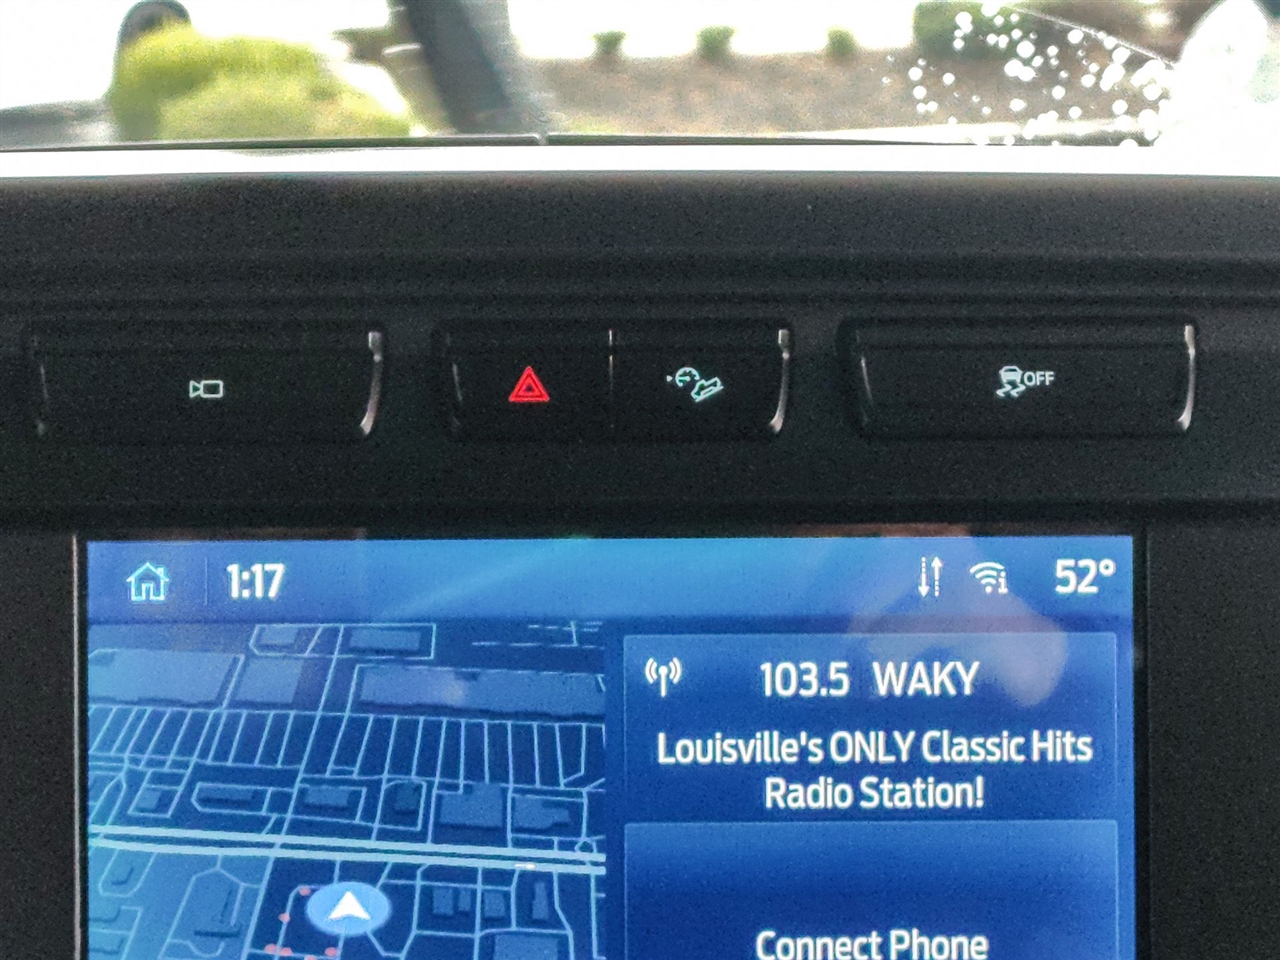 OFF
1:17
52°
103.5 WAKY
Louisville's ONLY Classic Hits
Radio Station!
Connect Phone